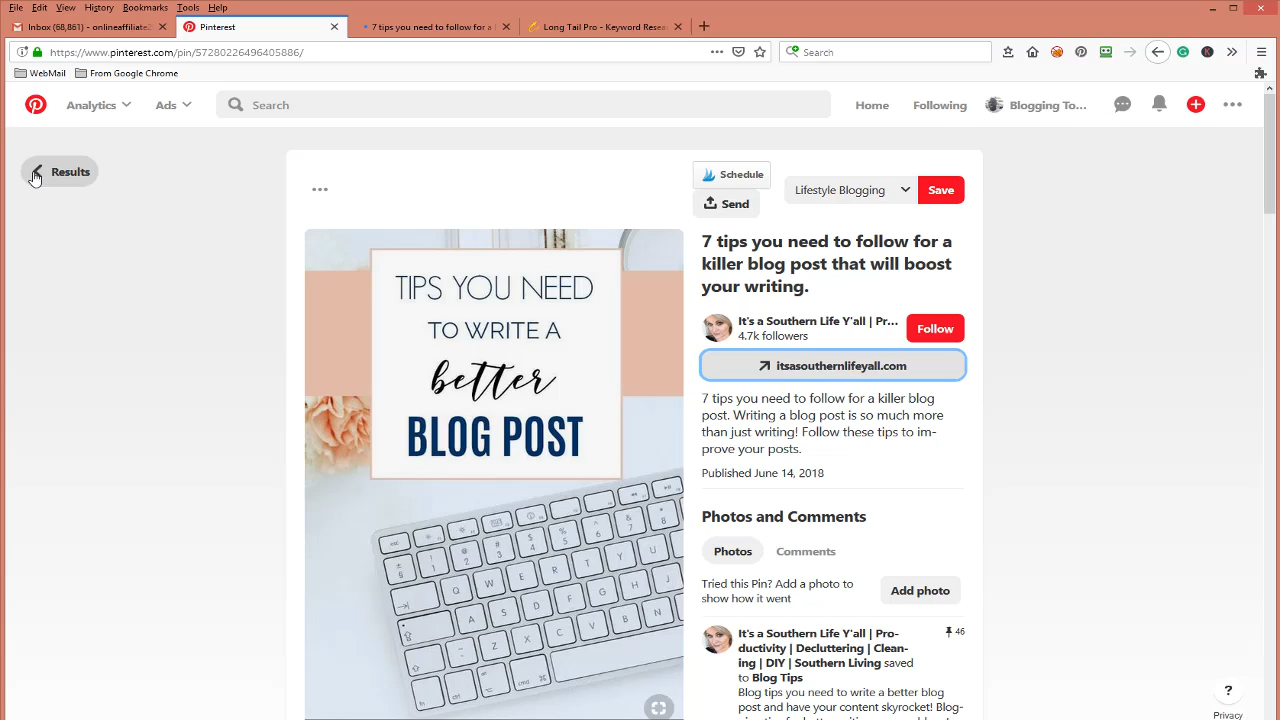 File Edit View History Bookmarks Tools Help
Inbox (68,861) - onlineaffiliate2
Pinterest
7 tips you need to follow for a
Long Tail Pro - Keyword Resea
https://www.pinterest.com/pin/57280226496405886/
Search
WebMail
From Google Chrome
Analytics
Ads
Search
Home
Following
Blogging To...
Results
Schedule
Send
Lifestyle Blogging
Save
TIPS YOU NEED
TO WRITE A
better
BLOG POST
7 tips you need to follow for a
killer blog post that will boost
your writing.
It's a Southern Life Y'all | Pr...
4.7k followers
Follow
itsasouthernlifeyall.com
7 tips you need to follow for a killer blog
post. Writing a blog post is so much more
than just writing! Follow these tips to im-
prove your posts.
Published June 14, 2018
Photos and Comments
Photos
Comments
Tried this Pin? Add a photo to
show how it went
Add photo
It's a Southern Life Y'all | Pro-
ductivity | Decluttering | Clean-
ing | DIY | Southern Living saved
to Blog Tips
46
Blog tips you need to write a better blog
post and have your content skyrocket! Blog-
?
Privacy